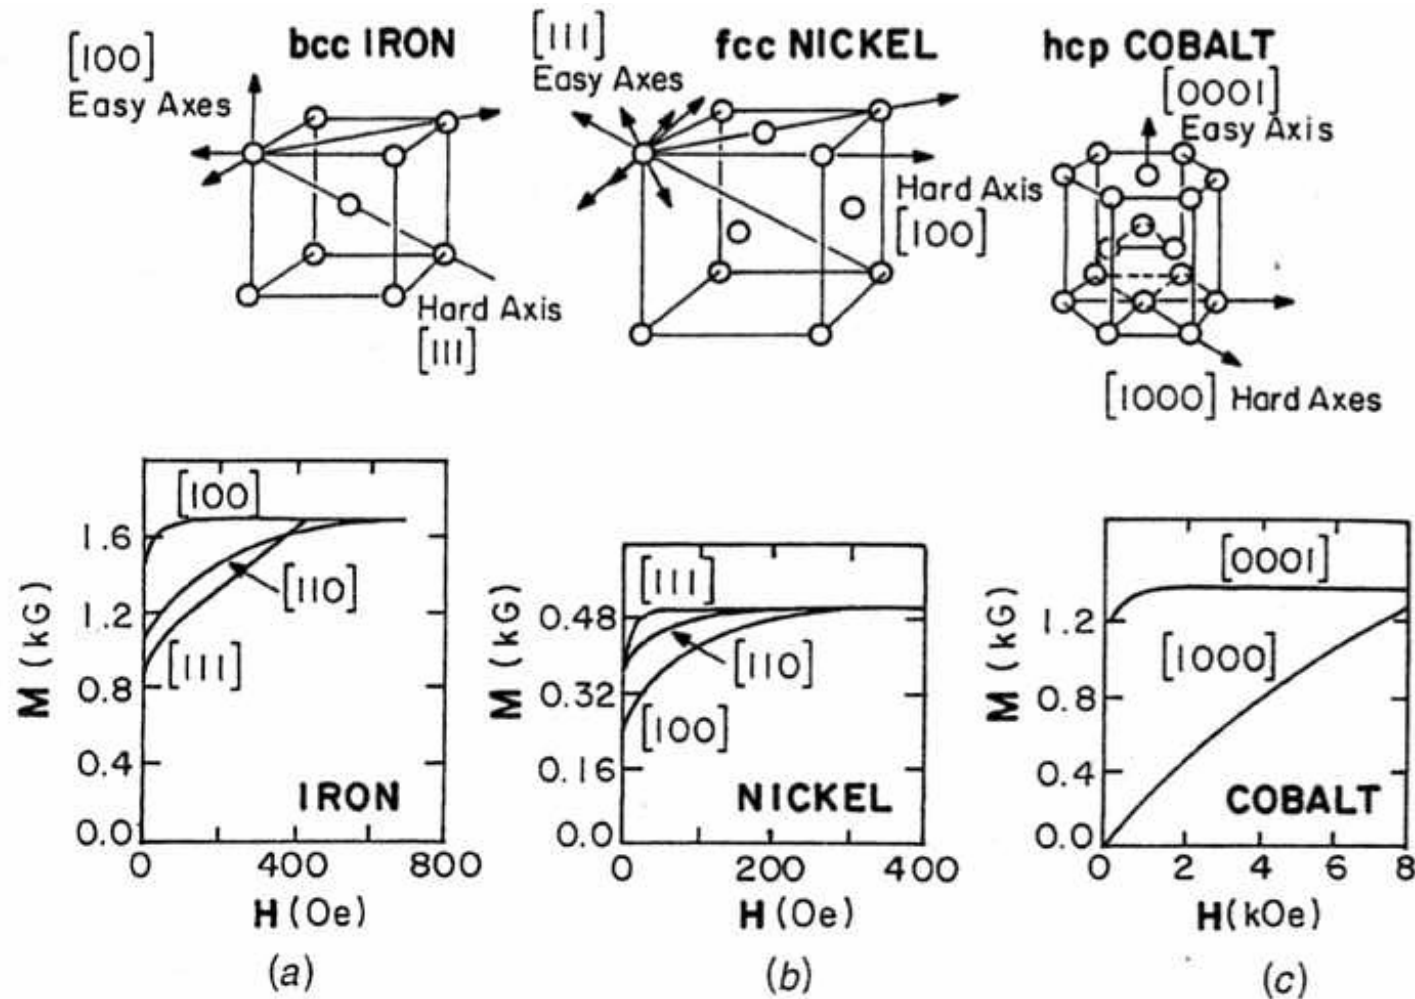 [100]
Easy Axes
bcc IRON
Hard Axis
[111]
[111]
Easy Axes
fcc NICKEL
Hard Axis
[100]
hcp COBALT
[0001]
Easy Axis
[1000] Hard Axes
M (kG)
1.6
1.2
0.8
0.4
0.0
[100]
[110]
[111]
IRON
0 400 800
H (Oe)
(a)
M (kG)
0.48
0.32
0.16
0.0
[111]
[110]
[100]
NICKEL
0 200 400
H (Oe)
(b)
M (kG)
1.2
0.8
0.4
0.0
[0001]
[1000]
COBALT
0 2 4 6 8
H (kOe)
(c)